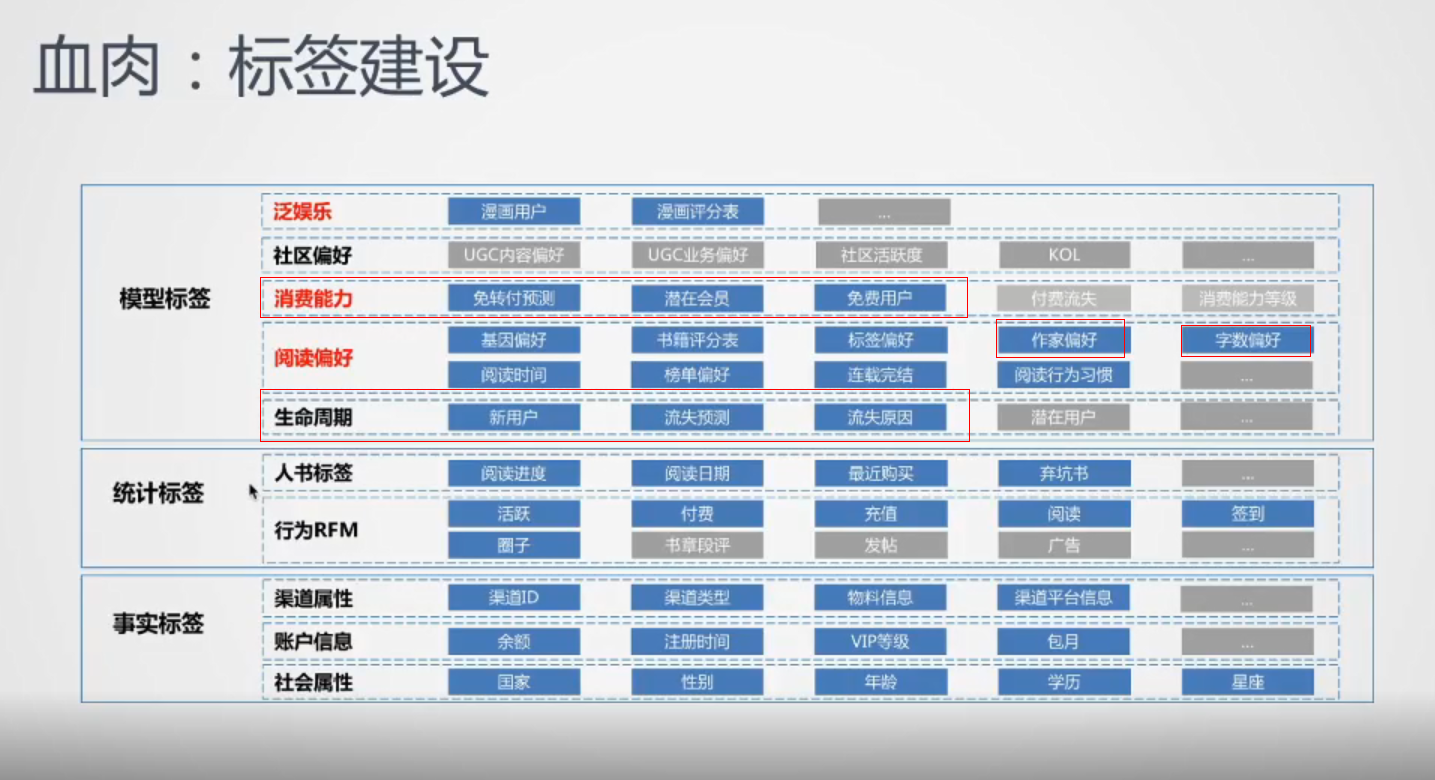 血肉：标签建设
模型标签
泛娱乐 漫画用户 漫画评分表 ...
社区偏好 UGC内容偏好 UGC业务偏好 社区活跃度 KOL ...
消费能力 免转付预测 潜在会员 免费用户 付费流失 消费能力等级
阅读偏好
基因偏好 书籍评分表 标签偏好 作家偏好 字数偏好
阅读时间 榜单偏好 连载完结 阅读行为习惯 ...
生命周期 新用户 流失预测 流失原因 潜在用户 ...
统计标签
人书标签 阅读进度 阅读日期 最近购买 弃坑书 ...
行为RFM
活跃 付费 充值 阅读 签到
圈子 书章段评 发帖 广告 ...
事实标签
渠道属性 渠道ID 渠道类型 物料信息 渠道平台信息 ...
账户信息 余额 注册时间 VIP等级 包月 ...
社会属性 国家 性别 年龄 学历 星座